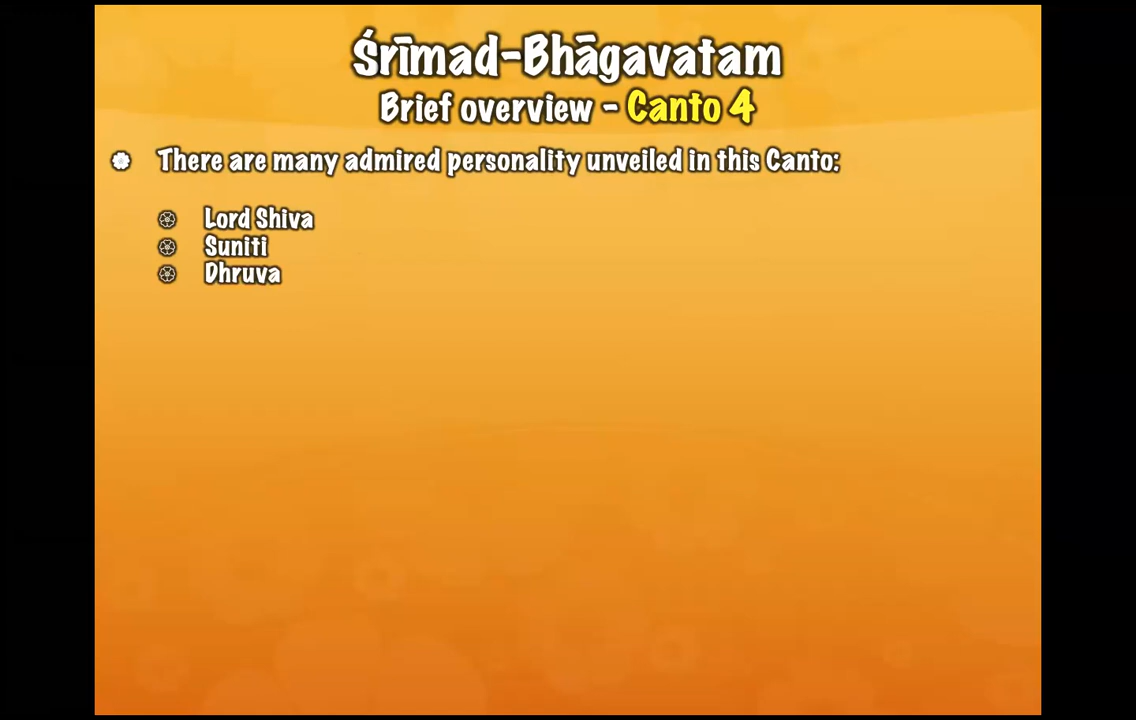 Śrīmad-Bhāgavatam
Brief overview - Canto 4
There are many admired personality unveiled in this Canto:
Lord Shiva
Suniti
Dhruva